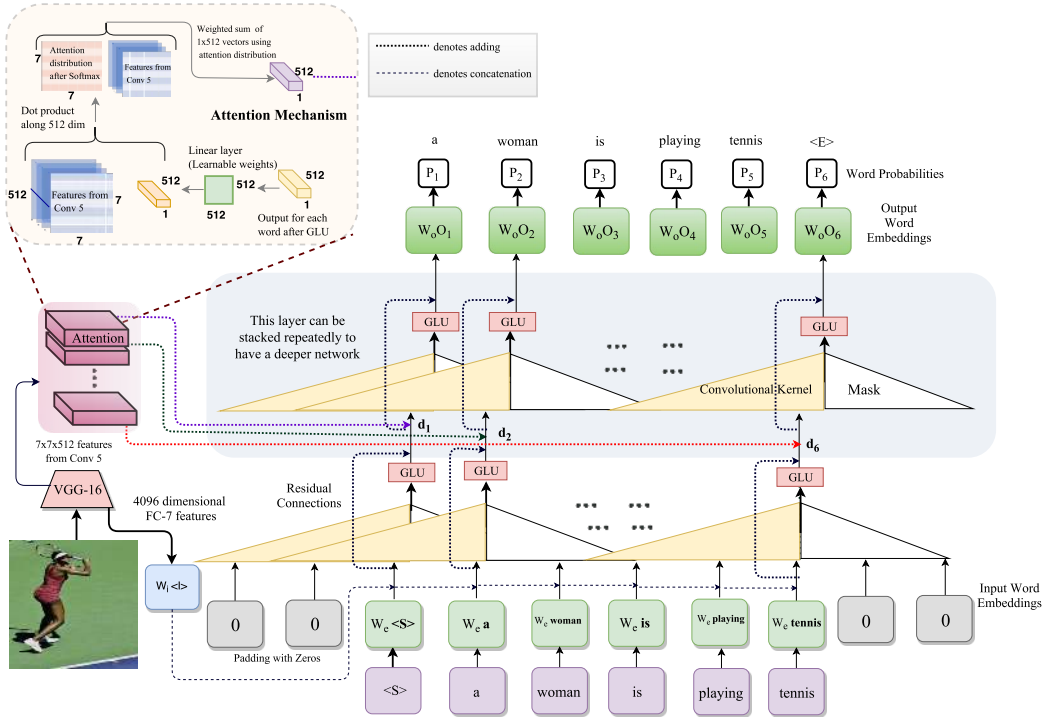 Weighted sum of
1x512 vectors using
attention distribution
7
Attention
distribution
after Softmax
7
Features from
Conv 5
512
1
Attention Mechanism
Dot product
along 512 dim
Linear layer
(Learnable weights)
512
Features from
Conv 5
7
7
512
1
512
512
512
1
Output for each
word after GLU
denotes adding
denotes concatenation
a woman is playing tennis <E>
P1 P2 P3 P4 P5 P6 Word Probabilities
WoO1 WoO2 WoO3 WoO4 WoO5 WoO6
Output
Word
Embeddings
This layer can be
stacked repeatedly to
have a deeper network
GLU GLU GLU
Convolutional Kernel
Mask
Attention
d1 d2 d6
7x7x512 features
from Conv 5
VGG-16
4096 dimensional
FC-7 features
Residual
Connections
GLU GLU GLU
Wi <I>
0 0 We <S> We a We woman We is We playing We tennis 0 0
Input Word
Embeddings
Padding with Zeros
<S> a woman is playing tennis